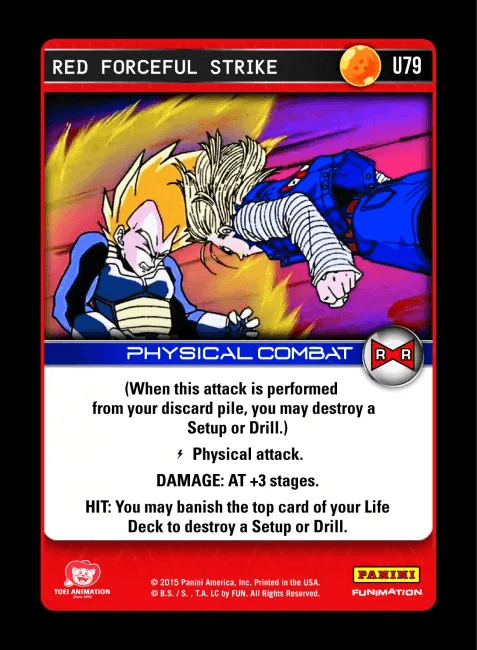 RED FORCEFUL STRIKE U79
PHYSICAL COMBAT R R
(When this attack is performed
from your discard pile, you may destroy a
Setup or Drill.)
Physical attack.
DAMAGE: AT +3 stages.
HIT: You may banish the top card of your Life
Deck to destroy a Setup or Drill.
TOEI ANIMATION
© 2015 Panini America, Inc. Printed in the USA.
© B.S. / S. , T.A. LC by FUN. All Rights Reserved.
PANINI
FUNIMATION